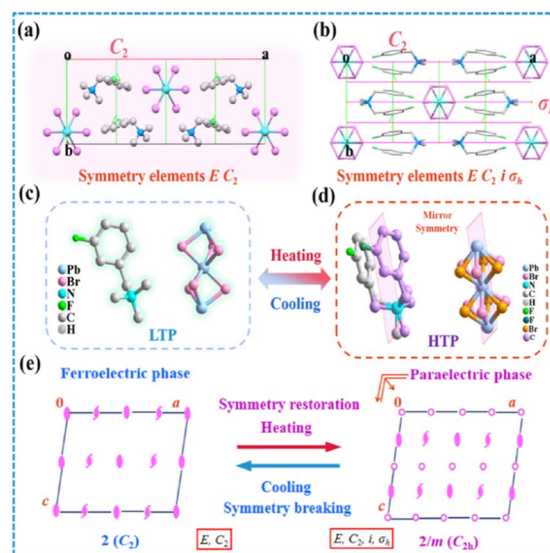 (a)
C₂
o
a
b
Symmetry elements E C₂
(b)
C₂
o
a
b
Symmetry elements E C₂ i σₕ
(c)
Pb
Br
N
F
C
H
LTP
Heating
Cooling
(d)
Mirror
Symmetry
HTP
Pb
Br
N
C
H
F
F
Br
C
(e)
Ferroelectric phase
0
a
c
2 (C₂)
E, C₂
Symmetry restoration
Heating
Cooling
Symmetry breaking
Paraelectric phase
0
a
c
2/m (C₂ₕ)
E, C₂, i, σₕ